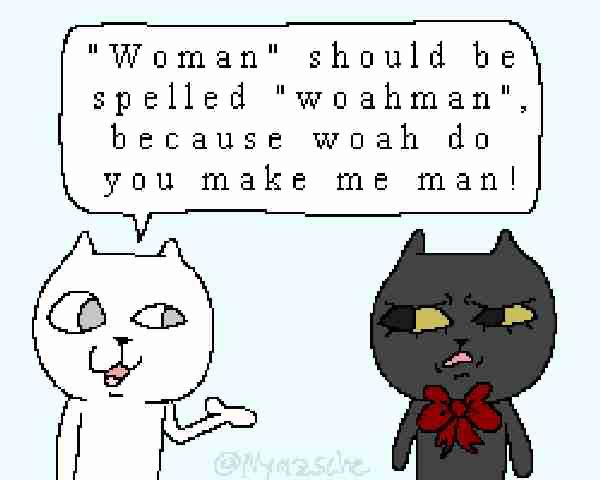 "Woman" should be
spelled "woahman",
because woah do
you make me man!